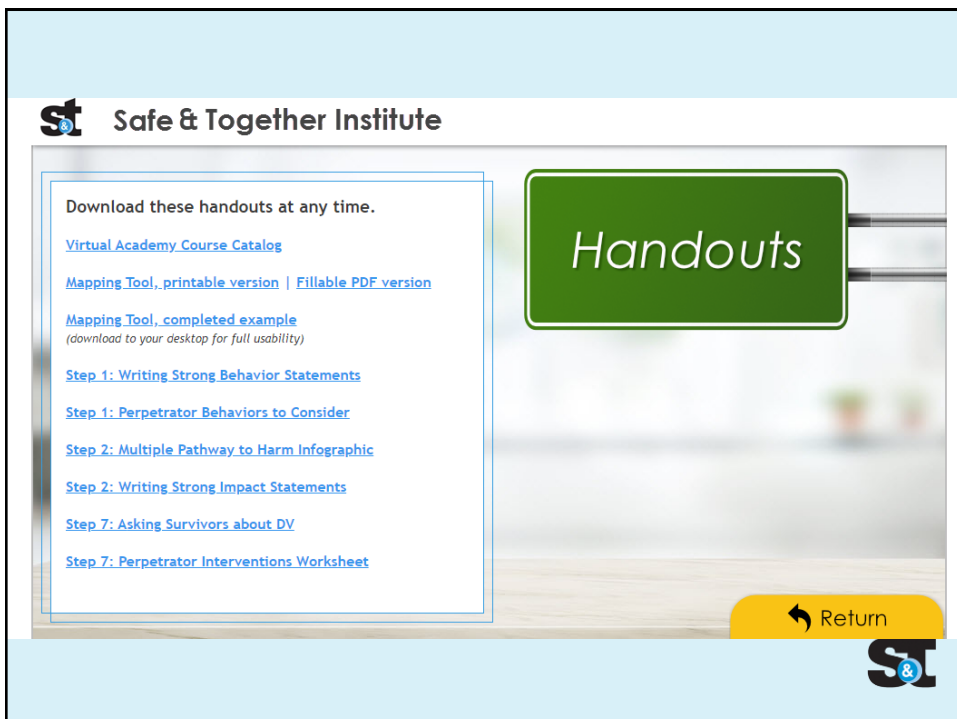 S&t Safe & Together Institute
Download these handouts at any time.
Handouts
Virtual Academy Course Catalog
Mapping Tool, printable version | Fillable PDF version
Mapping Tool, completed example
(download to your desktop for full usability)
Step 1: Writing Strong Behavior Statements
Step 1: Perpetrator Behaviors to Consider
Step 2: Multiple Pathway to Harm Infographic
Step 2: Writing Strong Impact Statements
Step 7: Asking Survivors about DV
Step 7: Perpetrator Interventions Worksheet
Return
S&t